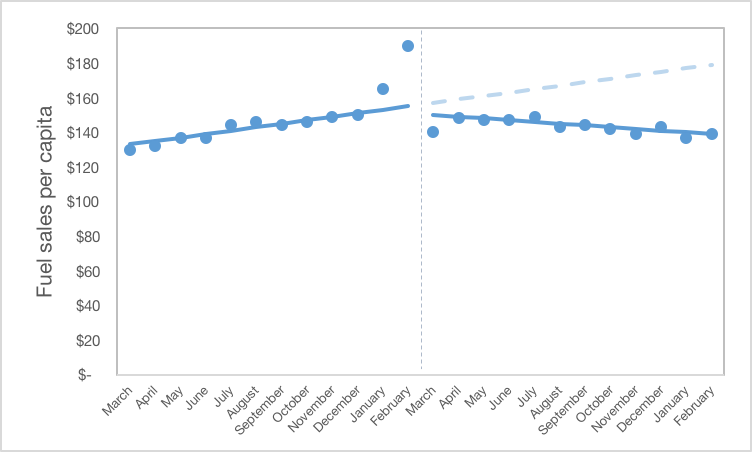 Fuel sales per capita
$200
$180
$160
$140
$120
$100
$80
$60
$40
$20
$-
March
April
May
June
July
August
September
October
November
December
January
February
March
April
May
June
July
August
September
October
November
December
January
February